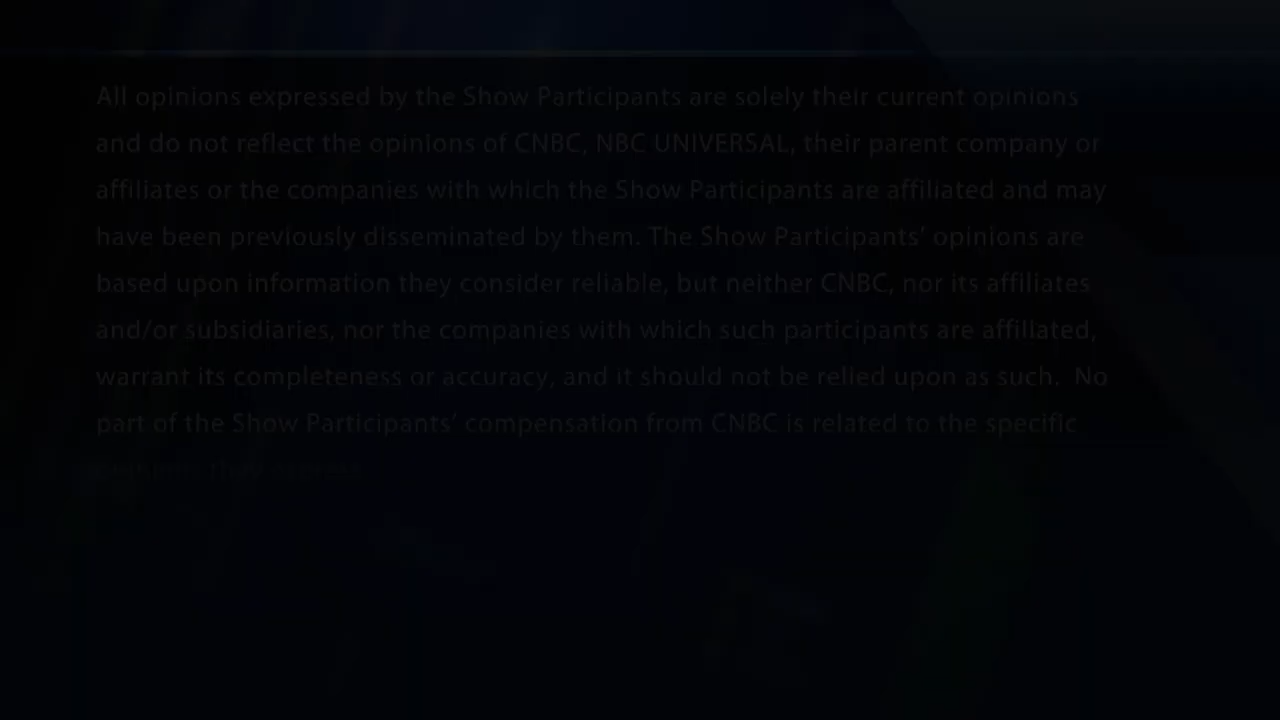 All opinions expressed by the Show Participants are solely their current opinions
and do not reflect the opinions of CNBC, NBC UNIVERSAL, their parent company or
affiliates or the companies with which the Show Participants are affiliated and may
have been previously disseminated by them. The Show Participants’ opinions are
based upon information they consider reliable, but neither CNBC, nor its affiliates
and/or subsidiaries, nor the companies with which such participants are affiliated,
warrant its completeness or accuracy, and it should not be relied upon as such.  No
part of the Show Participants’ compensation from CNBC is related to the specific
opinions they express.